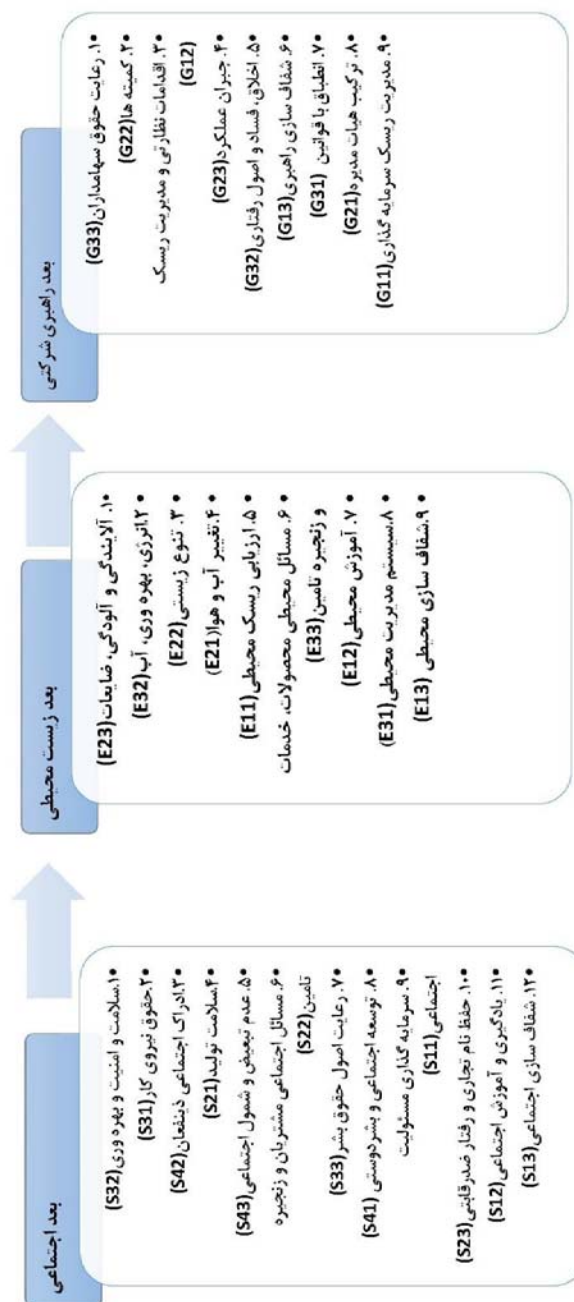 بعد اجتماعی
•۱.سلامت و امنیت و بهره وری(S32)
•۲.حقوق نیروی کار(S31)
•۳.ادراک اجتماعی ذینفعان(S42)
•۴.سلامت تولید(S21)
•۵. عدم تبعیض و شمول اجتماعی(S43)
•۶. مسائل اجتماعی مشتریان و زنجیره
تامین(S22)
•۷. رعایت اصول حقوق بشر(S33)
•۸. توسعه اجتماعی و بشردوستی (S41)
•۹. سرمایه گذاری مسئولیت
اجتماعی(S11)
•۱۰. حفظ نام تجاری و رفتار ضدرقابتی(S23)
•۱۱. یادگیری و آموزش اجتماعی(S12)
•۱۲. شفاف سازی اجتماعی(S13)
بعد زیست محیطی
•۱. آلایندگی و آلودگی، ضایعات(E23)
•۲.انرژی، بهره وری، آب(E32)
•۳. تنوع زیستی(E22)
•۴.تغییر آب و هوا(E21)
•۵. ارزیابی ریسک محیطی(E11)
•۶. مسائل محیطی محصولات، خدمات
و زنجیره تامین(E33)
•۷. آموزش محیطی(E12)
•۸.سیستم مدیریت محیطی(E31)
•۹.شفاف سازی محیطی (E13)
بعد راهبری شرکتی
•۱. رعایت حقوق سهامداران(G33)
•۲. کمیته ها(G22)
•۳. اقدامات نظارتی و مدیریت ریسک
(G12)
•۴. جبران عملکرد(G23)
•۵. اخلاق، فساد و اصول رفتاری(G32)
•۶. شفاف سازی راهبری(G13)
•۷. انطباق با قوانین (G31)
•۸. ترکیب هیات مدیره(G21)
•۹. مدیریت ریسک سرمایه گذاری(G11)